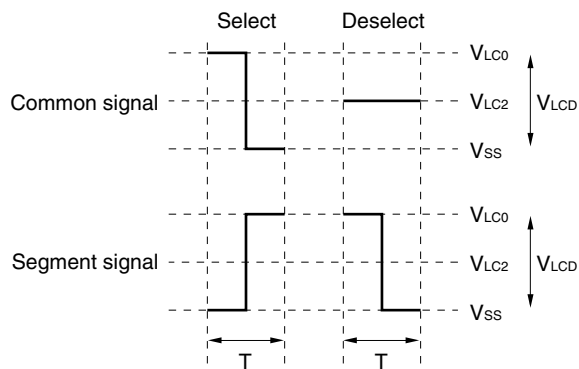 Select Deselect
VLC0
Common signal VLC2 VLCD
VSS
VLC0
Segment signal VLC2 VLCD
VSS
T T